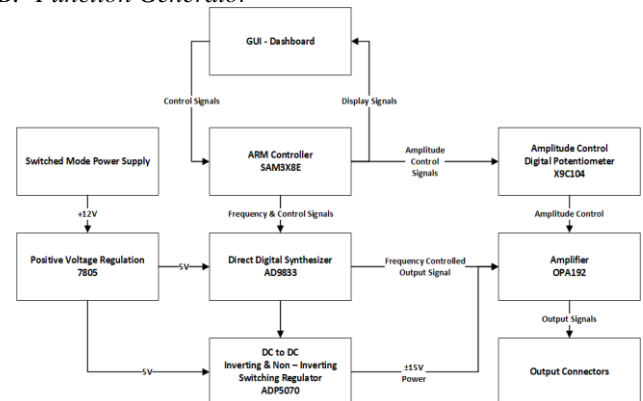 B. Function Generator
GUI - Dashboard
Control Signals
Display Signals
Switched Mode Power Supply
ARM Controller
SAM3X8E
Amplitude
Control
Signals
Amplitude Control
Digital Potentiometer
X9C104
+12V
Frequency & Control Signals
Amplitude Control
Positive Voltage Regulation
7805
5V
Direct Digital Synthesizer
AD9833
Frequency Controlled
Output Signal
Amplifier
OPA192
Output Signals
5V
DC to DC
Inverting & Non – Inverting
Switching Regulator
ADP5070
±15V
Power
Output Connectors